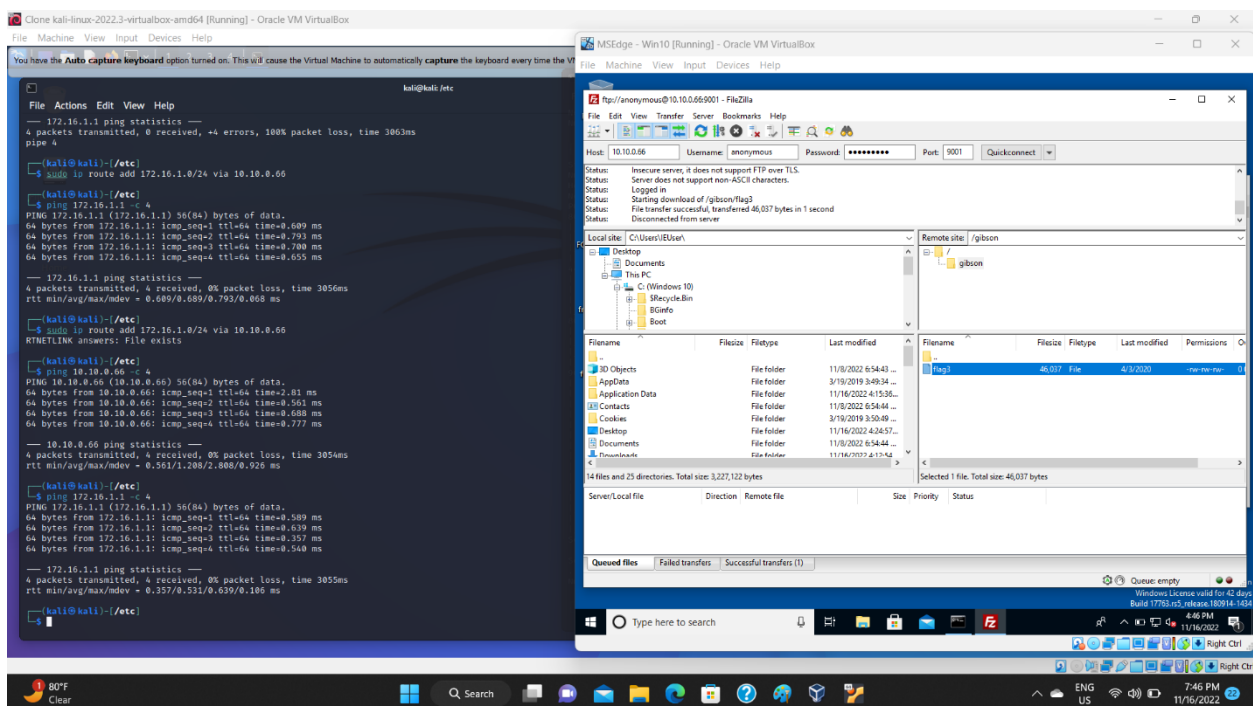 Clone kali-linux-2022.3-virtualbox-amd64 [Running] - Oracle VM VirtualBox
File Machine View Input Devices Help
You have the Auto capture keyboard option turned on. This will cause the Virtual Machine to automatically capture the keyboard every time the
kali@kali: /etc
File Actions Edit View Help
— 172.16.1.1 ping statistics —
4 packets transmitted, 0 received, +4 errors, 100% packet loss, time 3063ms
pipe 4
(kali㉿kali)-[/etc]
$ sudo ip route add 172.16.1.0/24 via 10.10.0.66
(kali㉿kali)-[/etc]
$ ping 172.16.1.1 -c 4
PING 172.16.1.1 (172.16.1.1) 56(84) bytes of data.
64 bytes from 172.16.1.1: icmp_seq=1 ttl=64 time=0.609 ms
64 bytes from 172.16.1.1: icmp_seq=2 ttl=64 time=0.793 ms
64 bytes from 172.16.1.1: icmp_seq=3 ttl=64 time=0.700 ms
64 bytes from 172.16.1.1: icmp_seq=4 ttl=64 time=0.655 ms
— 172.16.1.1 ping statistics —
4 packets transmitted, 4 received, 0% packet loss, time 3056ms
rtt min/avg/max/mdev = 0.609/0.689/0.793/0.068 ms
(kali㉿kali)-[/etc]
$ sudo ip route add 172.16.1.0/24 via 10.10.0.66
RTNETLINK answers: File exists
(kali㉿kali)-[/etc]
$ ping 10.10.0.66 -c 4
PING 10.10.0.66 (10.10.0.66) 56(84) bytes of data.
64 bytes from 10.10.0.66: icmp_seq=1 ttl=64 time=2.81 ms
64 bytes from 10.10.0.66: icmp_seq=2 ttl=64 time=0.561 ms
64 bytes from 10.10.0.66: icmp_seq=3 ttl=64 time=0.688 ms
64 bytes from 10.10.0.66: icmp_seq=4 ttl=64 time=0.777 ms
— 10.10.0.66 ping statistics —
4 packets transmitted, 4 received, 0% packet loss, time 3054ms
rtt min/avg/max/mdev = 0.561/1.208/2.808/0.926 ms
(kali㉿kali)-[/etc]
$ ping 172.16.1.1 -c 4
PING 172.16.1.1 (172.16.1.1) 56(84) bytes of data.
64 bytes from 172.16.1.1: icmp_seq=1 ttl=64 time=0.589 ms
64 bytes from 172.16.1.1: icmp_seq=2 ttl=64 time=0.639 ms
64 bytes from 172.16.1.1: icmp_seq=3 ttl=64 time=0.357 ms
64 bytes from 172.16.1.1: icmp_seq=4 ttl=64 time=0.540 ms
— 172.16.1.1 ping statistics —
4 packets transmitted, 4 received, 0% packet loss, time 3055ms
rtt min/avg/max/mdev = 0.357/0.531/0.639/0.106 ms
(kali㉿kali)-[/etc]
$
MSEdge - Win10 [Running] - Oracle VM VirtualBox
File Machine View Input Devices Help
ftp://anonymous@10.10.0.66:9001 - FileZilla
File Edit View Transfer Server Bookmarks Help
Host: 10.10.0.66 Username: anonymous Password: ••••••••• Port: 9001 Quickconnect
Status: Insecure server, it does not support FTP over TLS.
Status: Server does not support non-ASCII characters.
Status: Logged in
Status: Starting download of /gibson/flag3
Status: File transfer successful, transferred 46,037 bytes in 1 second
Status: Disconnected from server
Local site: C:\Users\IEUser\
Desktop
Documents
This PC
C: (Windows 10)
$Recycle.Bin
BGinfo
Boot
Remote site: /gibson
/
gibson
Filename Filesize Filetype Last modified
..
3D Objects File folder 11/8/2022 6:54:43 ...
AppData File folder 3/19/2019 3:49:34 ...
Application Data File folder 11/16/2022 4:15:36...
Contacts File folder 11/8/2022 6:54:44 ...
Cookies File folder 3/19/2019 3:50:49 ...
Desktop File folder 11/16/2022 4:24:57...
Documents File folder 11/8/2022 6:54:44 ...
Downloads File folder 11/16/2022 4:12:54
14 files and 25 directories. Total size: 3,227,122 bytes
Filename Filesize Filetype Last modified Permissions
..
flag3 46,037 File 4/3/2020 -rw-rw-rw-
Selected 1 file. Total size: 46,037 bytes
Server/Local file Direction Remote file Size Priority Status
Queued files Failed transfers Successful transfers (1)
Queue: empty
Windows License valid for 42 days
Build 17763.rs5_release.180914-1434
Type here to search
4:46 PM
11/16/2022
Right Ctrl
Right Ctr
1
80°F
Clear
Search
ENG
US
7:46 PM
11/16/2022
22